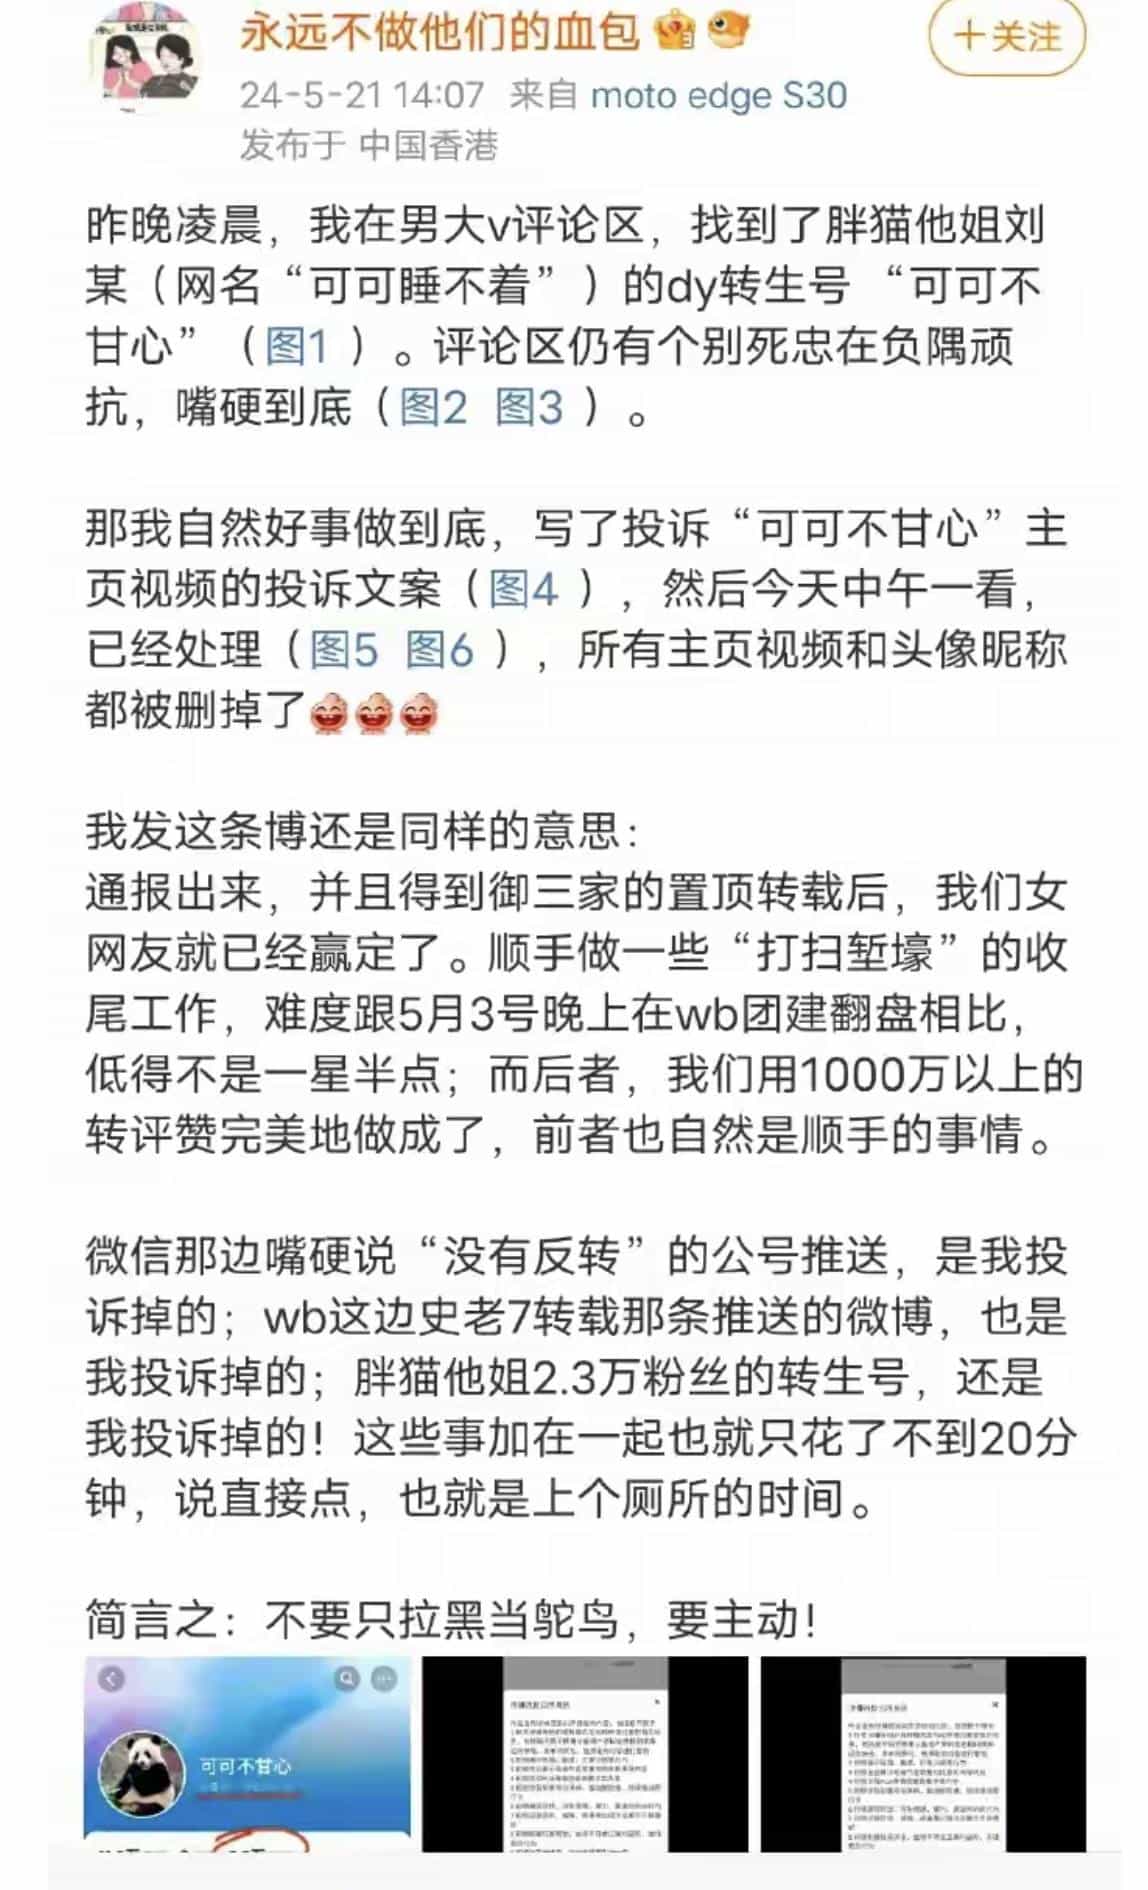 永远不做他们的血包
+关注
24-5-21 14:07 来自 moto edge S30
发布于 中国香港
昨晚凌晨，我在男大v评论区，找到了胖猫他姐刘
某（网名“可可睡不着”）的dy转生号 “可可不
甘心”（图1 ）。评论区仍有个别死忠在负隅顽
抗，嘴硬到底（图2 图3 ）。
那我自然好事做到底，写了投诉“可可不甘心”主
页视频的投诉文案（图4 ），然后今天中午一看，
已经处理（图5 图6 ），所有主页视频和头像昵称
都被删掉了
我发这条博还是同样的意思：
通报出来，并且得到御三家的置顶转载后，我们女
网友就已经赢定了。顺手做一些“打扫堑壕”的收
尾工作，难度跟5月3号晚上在wb团建翻盘相比，
低得不是一星半点；而后者，我们用1000万以上的
转评赞完美地做成了，前者也自然是顺手的事情。
微信那边嘴硬说“没有反转”的公号推送，是我投
诉掉的；wb这边史老7转载那条推送的微博，也是
我投诉掉的；胖猫他姐2.3万粉丝的转生号，还是
我投诉掉的！这些事加在一起也就只花了不到20分
钟，说直接点，也就是上个厕所的时间。
简言之：不要只拉黑当鸵鸟，要主动！
可可不甘心